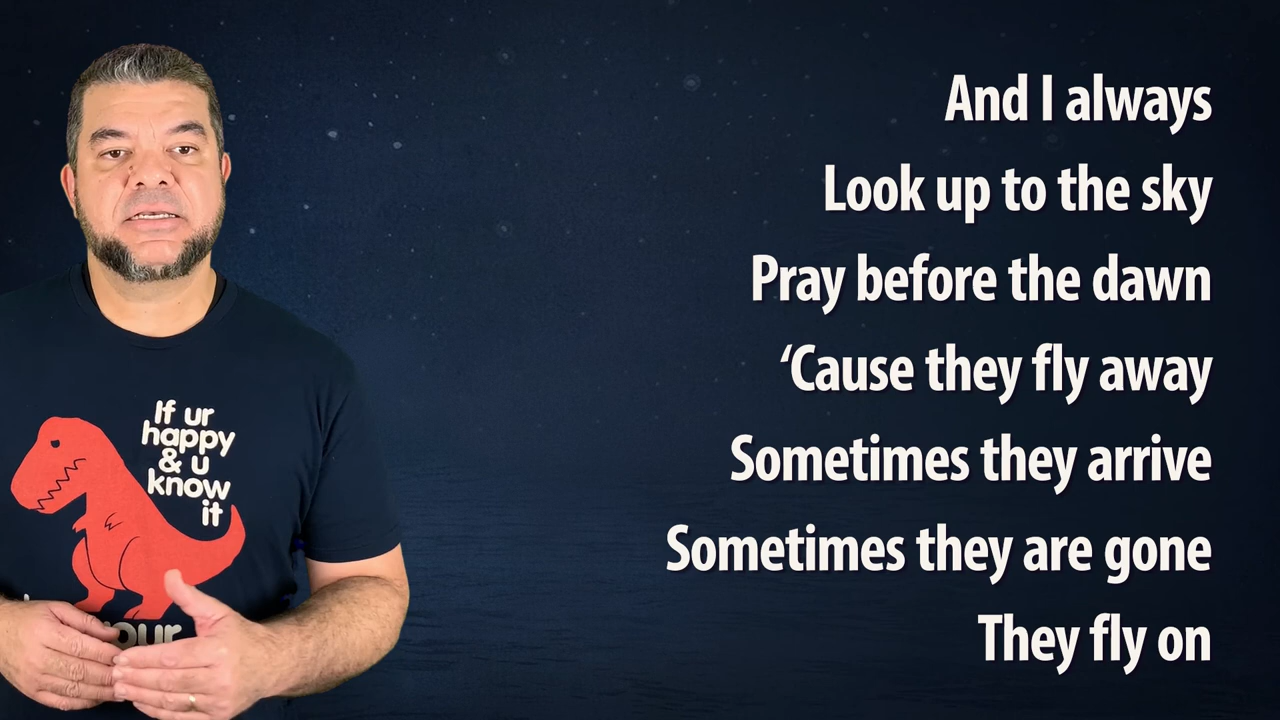 And I always
Look up to the sky
Pray before the dawn
‘Cause they fly away
Sometimes they arrive
Sometimes they are gone
They fly on
If ur
happy
& u
know
it